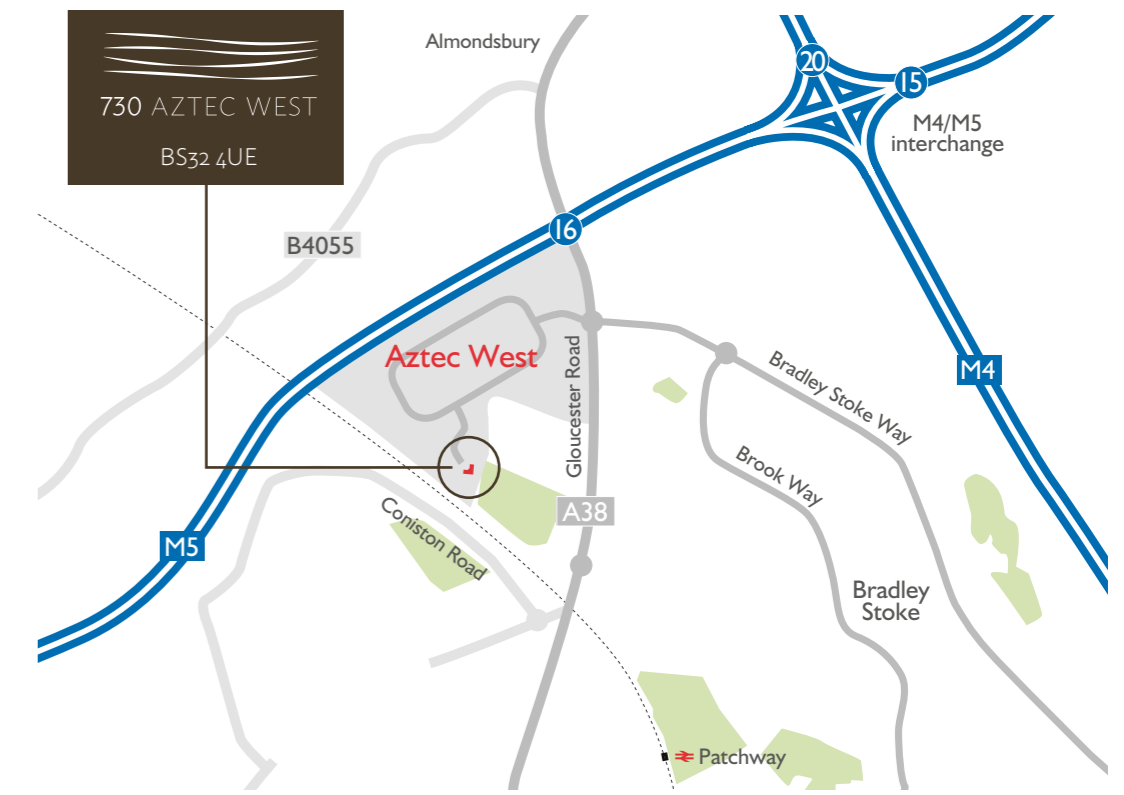 Almondsbury
20
15
730 AZTEC WEST
BS32 4UE
M4/M5
interchange
16
B4055
Aztec West
Gloucester Road
Bradley Stoke Way
M4
Brook Way
Coniston Road
A38
M5
Bradley
Stoke
Patchway